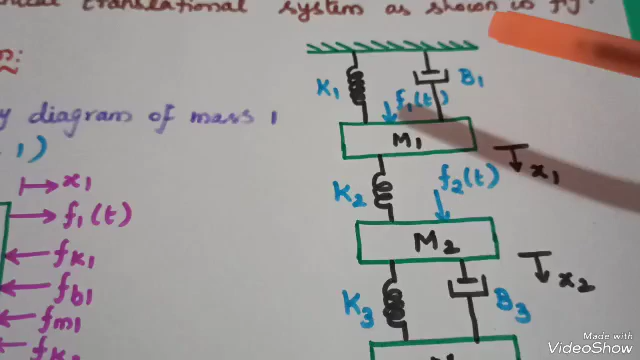 translational system as shown in fig.
y diagram of mass 1
1)
x1
f1(t)
fk1
fb1
fm1
K1
B1
f1(t)
M1
x1
K2
f2(t)
M2
x2
K3
B3
Made with
VideoShow